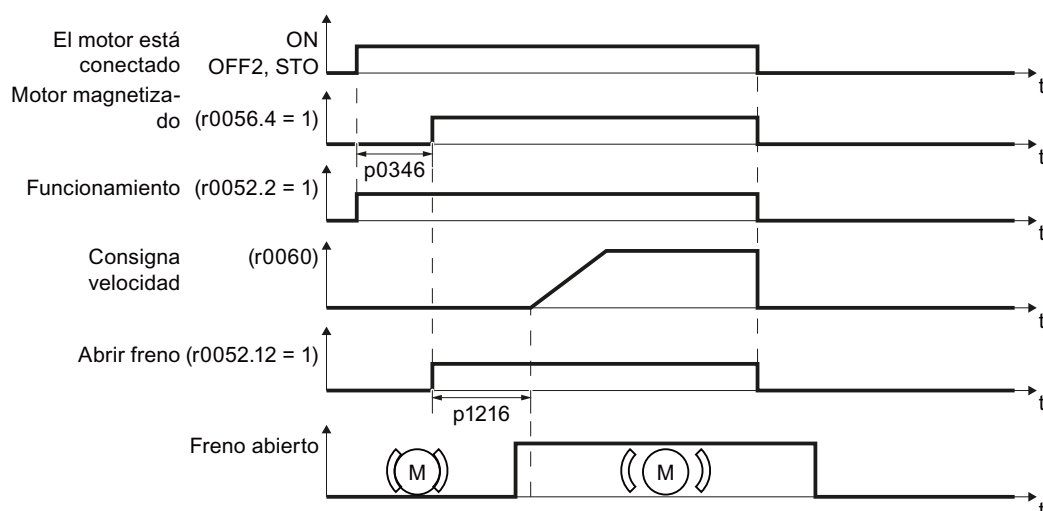 El motor está
conectado
ON
OFF2, STO
t
Motor magnetiza-
do (r0056.4 = 1)
t
p0346
Funcionamiento (r0052.2 = 1)
t
Consigna
velocidad
(r0060)
t
Abrir freno (r0052.12 = 1)
t
p1216
Freno abierto
M
M
t